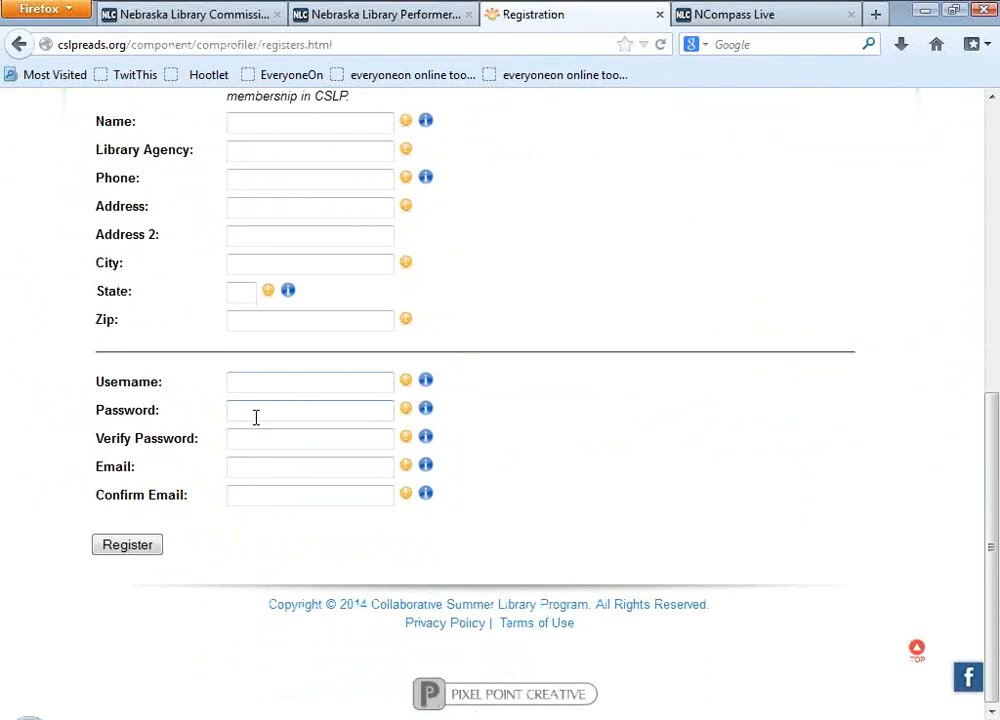 Firefox
Nebraska Library Commissi...
Nebraska Library Performer...
Registration
NCompass Live
cslpreads.org/component/comprofiler/registers.html
Google
Most Visited
TwitThis
Hootlet
EveryoneOn
everyoneon online too...
everyoneon online too...
membership in CSLP.
Name:
Library Agency:
Phone:
Address:
Address 2:
City:
State:
Zip:
Username:
Password:
Verify Password:
Email:
Confirm Email:
Register
Copyright © 2014 Collaborative Summer Library Program. All Rights Reserved.
Privacy Policy | Terms of Use
TOP
f
P PIXEL POINT CREATIVE